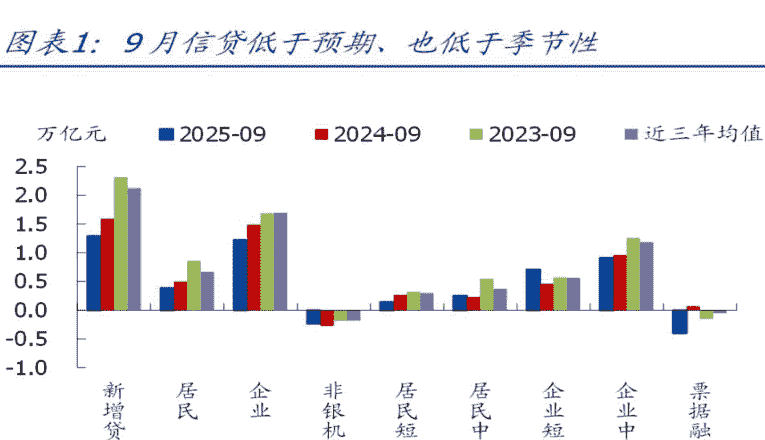 图表1: 9月信贷低于预期、也低于季节性
万亿元 2025-09 2024-09 2023-09 近三年均值
2.5
2.0
1.5
1.0
0.5
0.0
-0.5
-1.0
新增贷
居民
企业
非银机
居民短
居民中
企业短
企业中
票据融